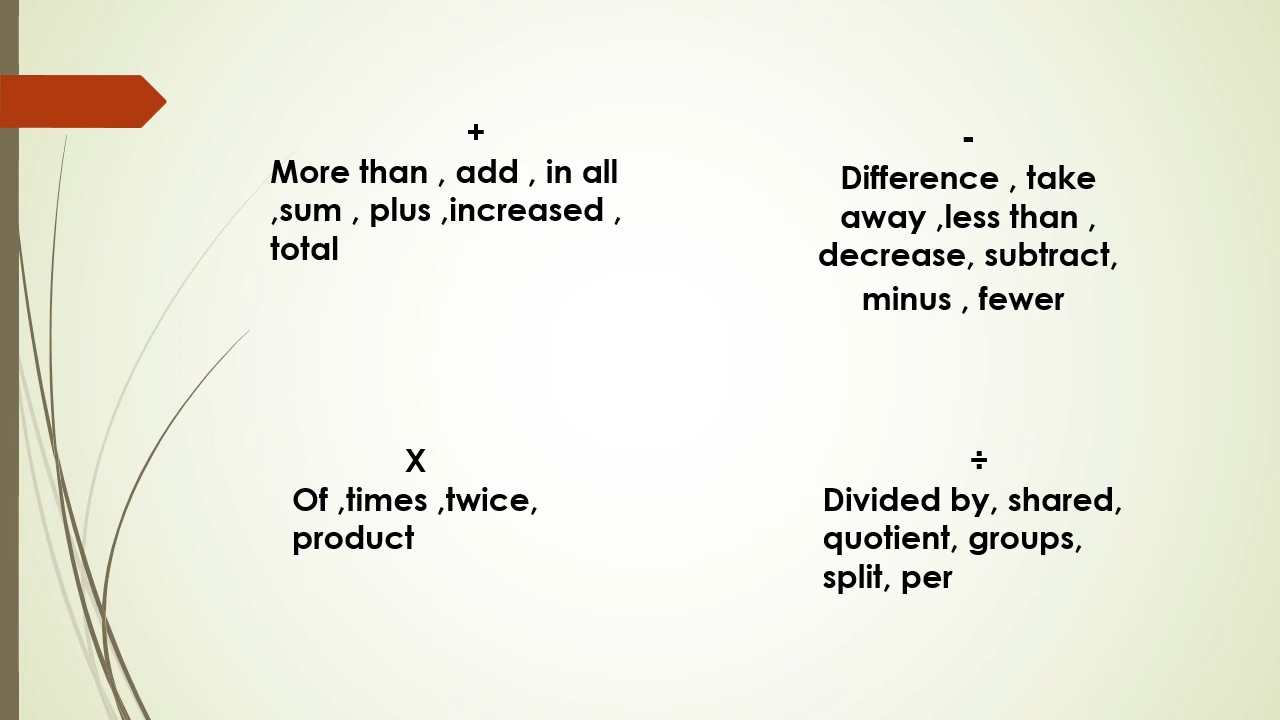 +
More than , add , in all
,sum , plus ,increased ,
total
-
Difference , take
away ,less than ,
decrease, subtract,
minus , fewer
X
Of ,times ,twice,
product
÷
Divided by, shared,
quotient, groups,
split, per